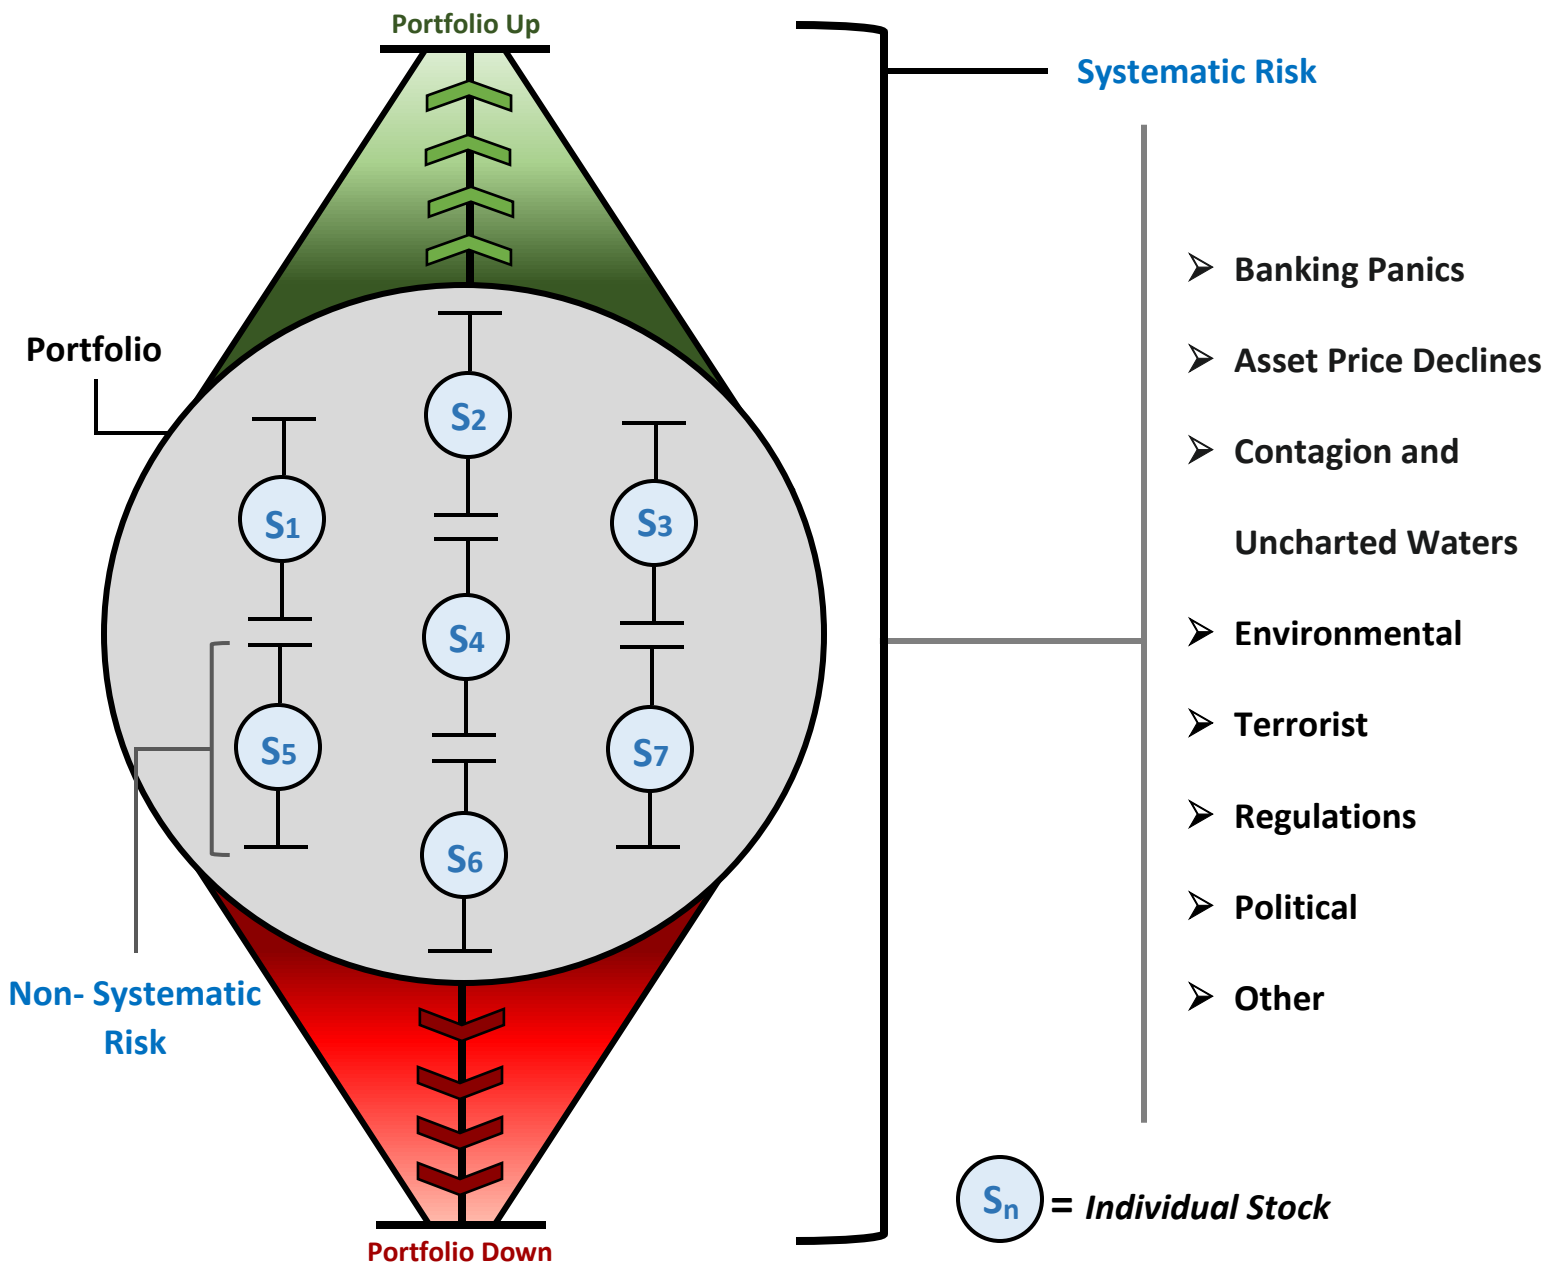 Portfolio Up
Systematic Risk
Portfolio
Banking Panics
Asset Price Declines
Contagion and
Uncharted Waters
Environmental
Terrorist
Regulations
Political
Other
S2
S1
S3
S4
S5
S7
S6
Non- Systematic
Risk
Portfolio Down
Sn = Individual Stock